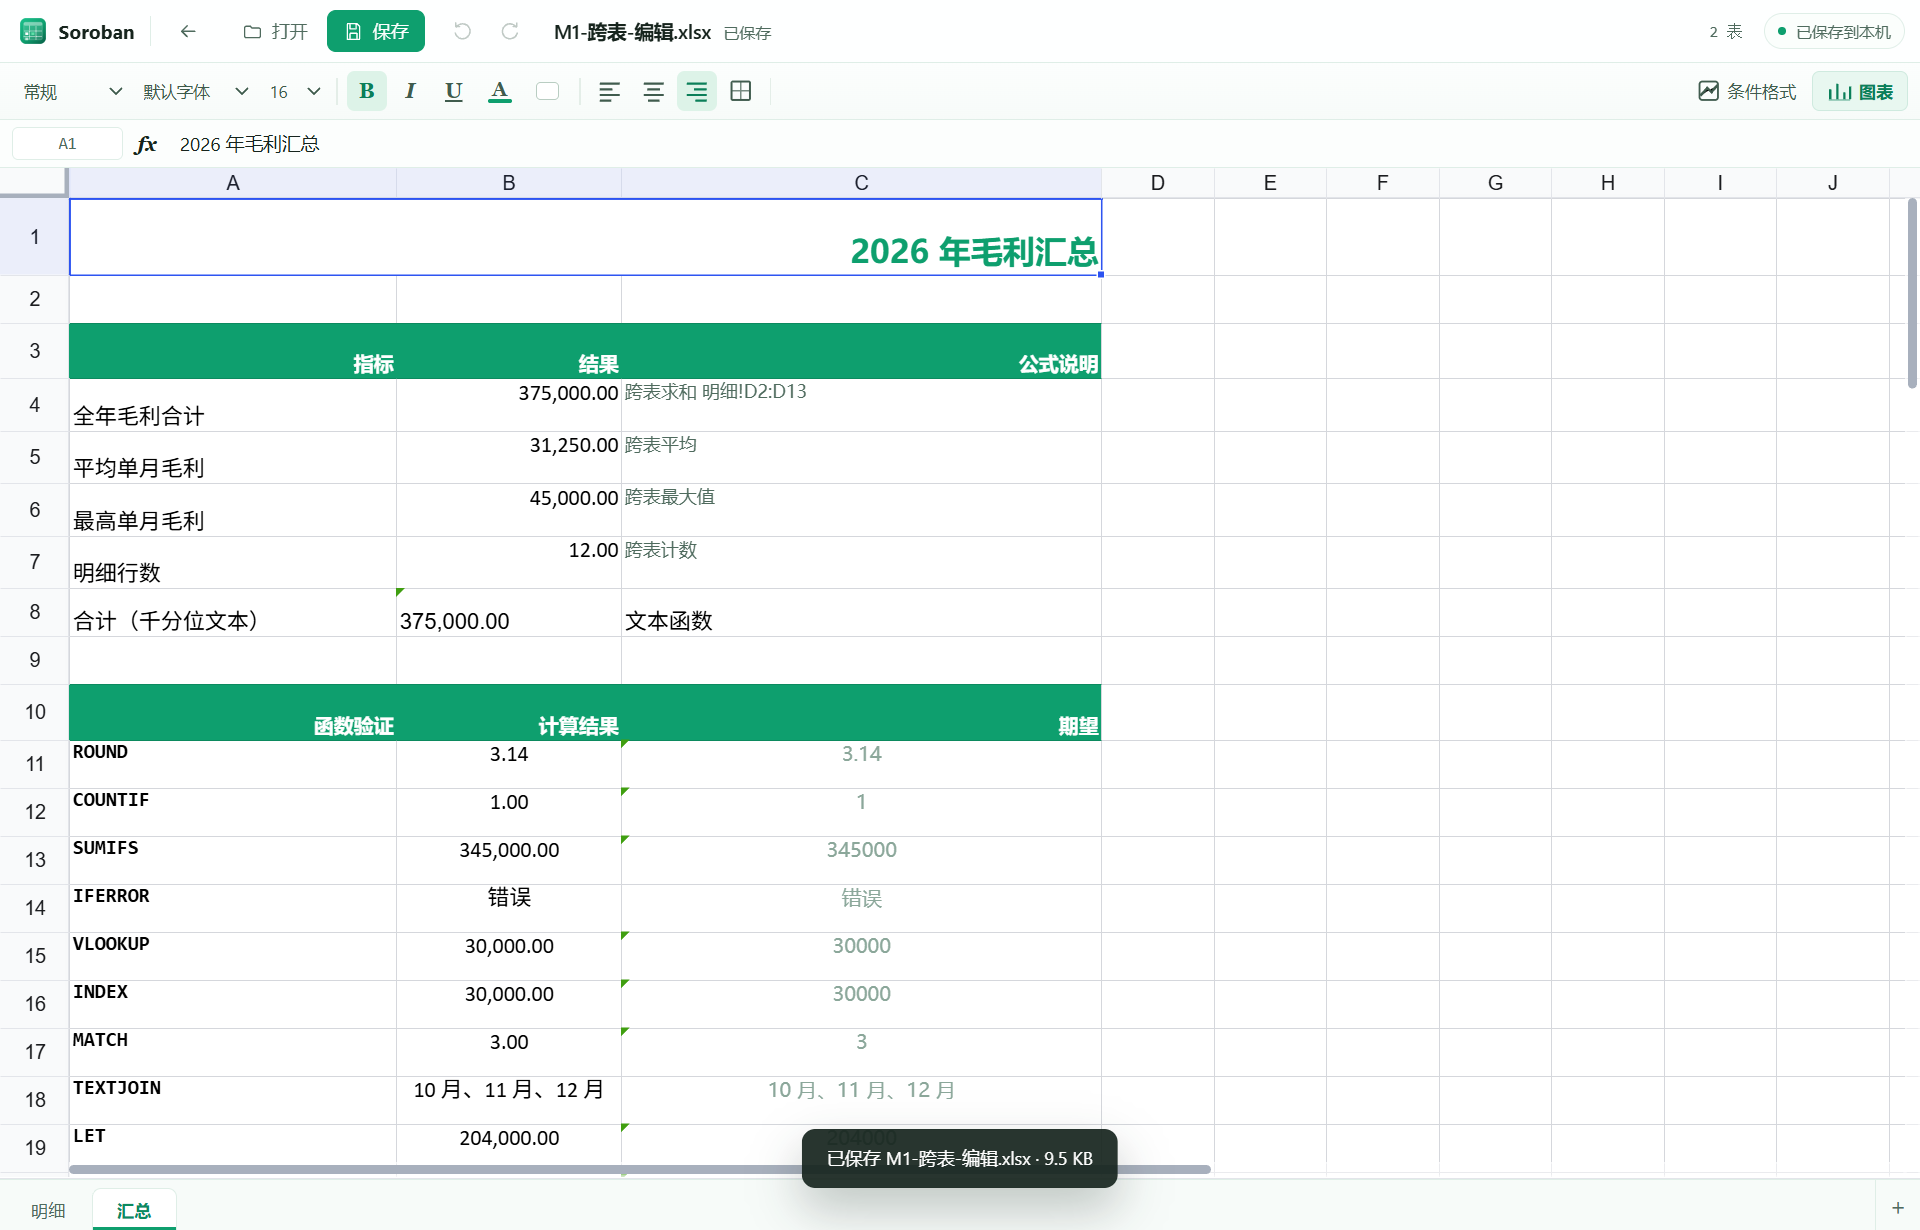 Soroban
打开
保存
M1-跨表-编辑.xlsx 已保存
2 表
已保存到本机
常规
默认字体
16
B I U A
条件格式
图表
A1
fx
2026 年毛利汇总
A B C D E F G H I J
1 2026 年毛利汇总
2
3 指标 结果 公式说明
4 全年毛利合计 375,000.00 跨表求和 明细!D2:D13
5 平均单月毛利 31,250.00 跨表平均
6 最高单月毛利 45,000.00 跨表最大值
7 明细行数 12.00 跨表计数
8 合计（千分位文本） 375,000.00 文本函数
9
10 函数验证 计算结果 期望
11 ROUND 3.14 3.14
12 COUNTIF 1.00 1
13 SUMIFS 345,000.00 345000
14 IFERROR 错误 错误
15 VLOOKUP 30,000.00 30000
16 INDEX 30,000.00 30000
17 MATCH 3.00 3
18 TEXTJOIN 10 月、11 月、12 月 10 月、11 月、12 月
19 LET 204,000.00 204000
已保存 M1-跨表-编辑.xlsx · 9.5 KB
明细
汇总
+